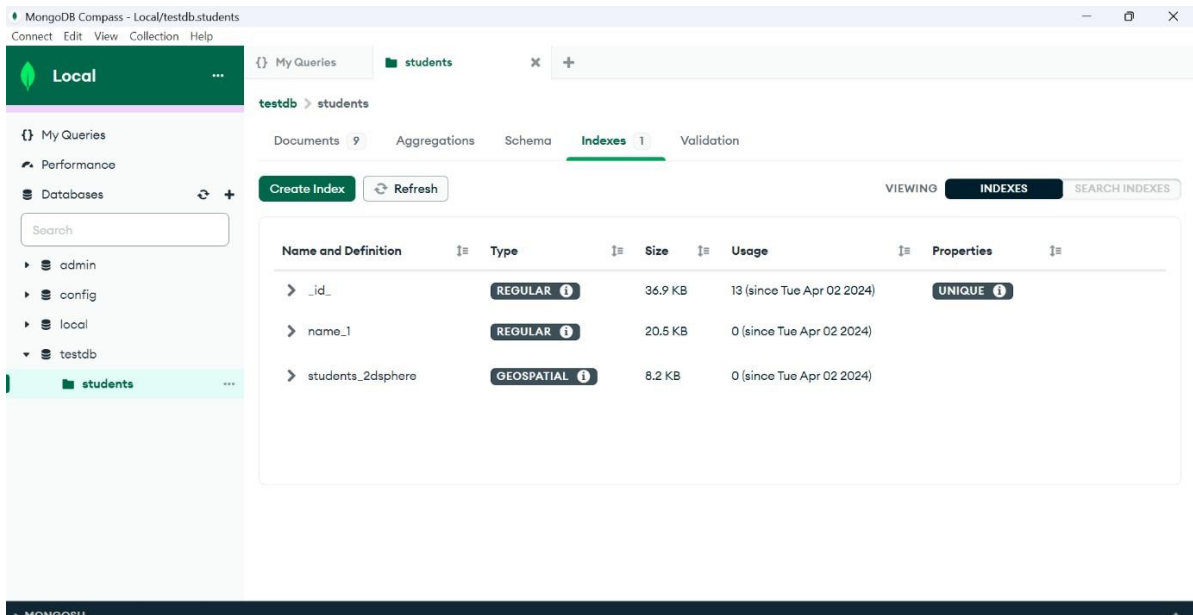 MongoDB Compass - Local/testdb.students
Connect Edit View Collection Help
Local
{} My Queries
students
testdb > students
{} My Queries
Performance
Databases
Search
admin
config
local
testdb
students
Documents 9 Aggregations Schema Indexes 1 Validation
Create Index Refresh VIEWING INDEXES SEARCH INDEXES
Name and Definition Type Size Usage Properties
_id_ REGULAR 36.9 KB 13 (since Tue Apr 02 2024) UNIQUE
name_1 REGULAR 20.5 KB 0 (since Tue Apr 02 2024)
students_2dsphere GEOSPATIAL 8.2 KB 0 (since Tue Apr 02 2024)
MONGOSH